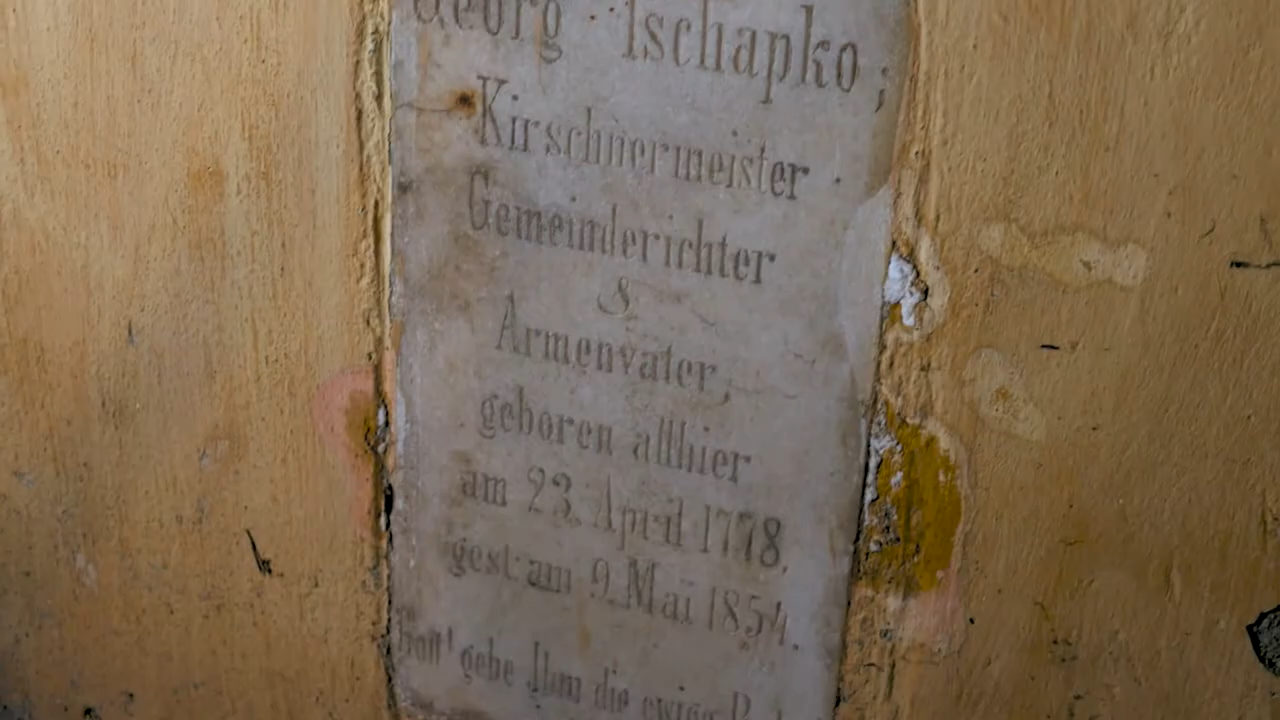 Georg Tschapko;
Kirschnermeister
Gemeinderichter
&
Armenvater,
geboren allhier
am 23. April 1778,
gest: am 9. Mai 1854.
Gott! gebe Ihm die ewige